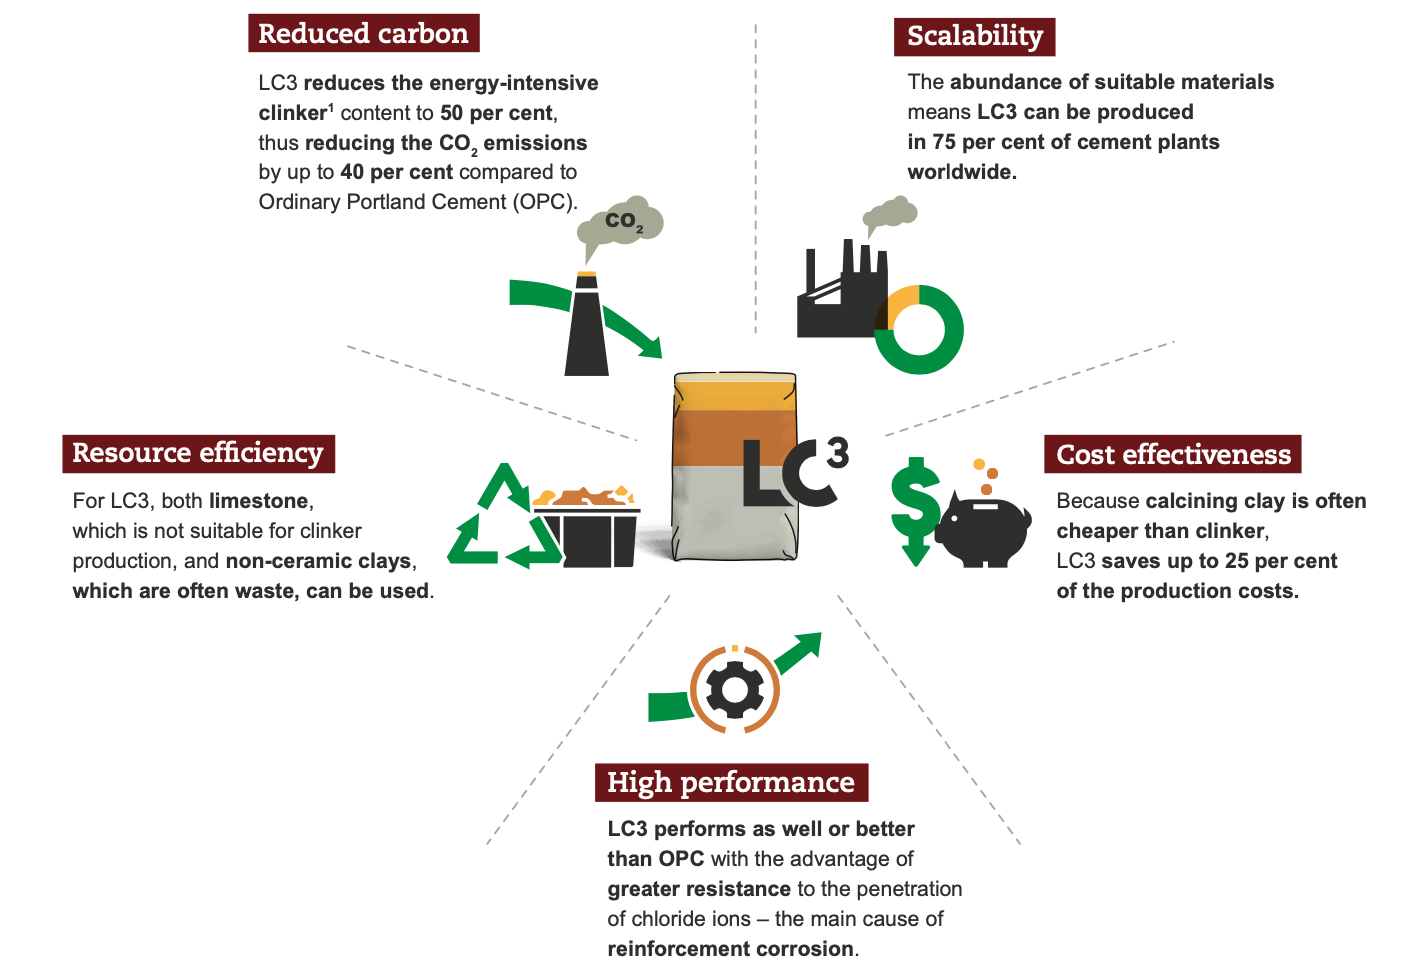 Reduced carbon
LC3 reduces the energy-intensive
clinker¹ content to 50 per cent,
thus reducing the CO₂ emissions
by up to 40 per cent compared to
Ordinary Portland Cement (OPC).
CO₂
Scalability
The abundance of suitable materials
means LC3 can be produced
in 75 per cent of cement plants
worldwide.
Resource efficiency
For LC3, both limestone,
which is not suitable for clinker
production, and non-ceramic clays,
which are often waste, can be used.
LC³
$
Cost effectiveness
Because calcining clay is often
cheaper than clinker,
LC3 saves up to 25 per cent
of the production costs.
High performance
LC3 performs as well or better
than OPC with the advantage of
greater resistance to the penetration
of chloride ions – the main cause of
reinforcement corrosion.